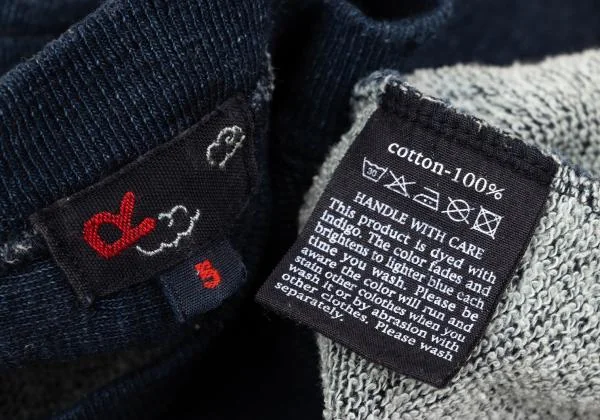 R
S
cotton-100%
30
HANDLE WITH CARE
This product is dyed with
indigo. The color fades and
brightens to lighter blue each
time you wash. Please be
aware the color will run and
stain other colothes when you
wash it or by abrasion with
other clothes. Please wash
separately.